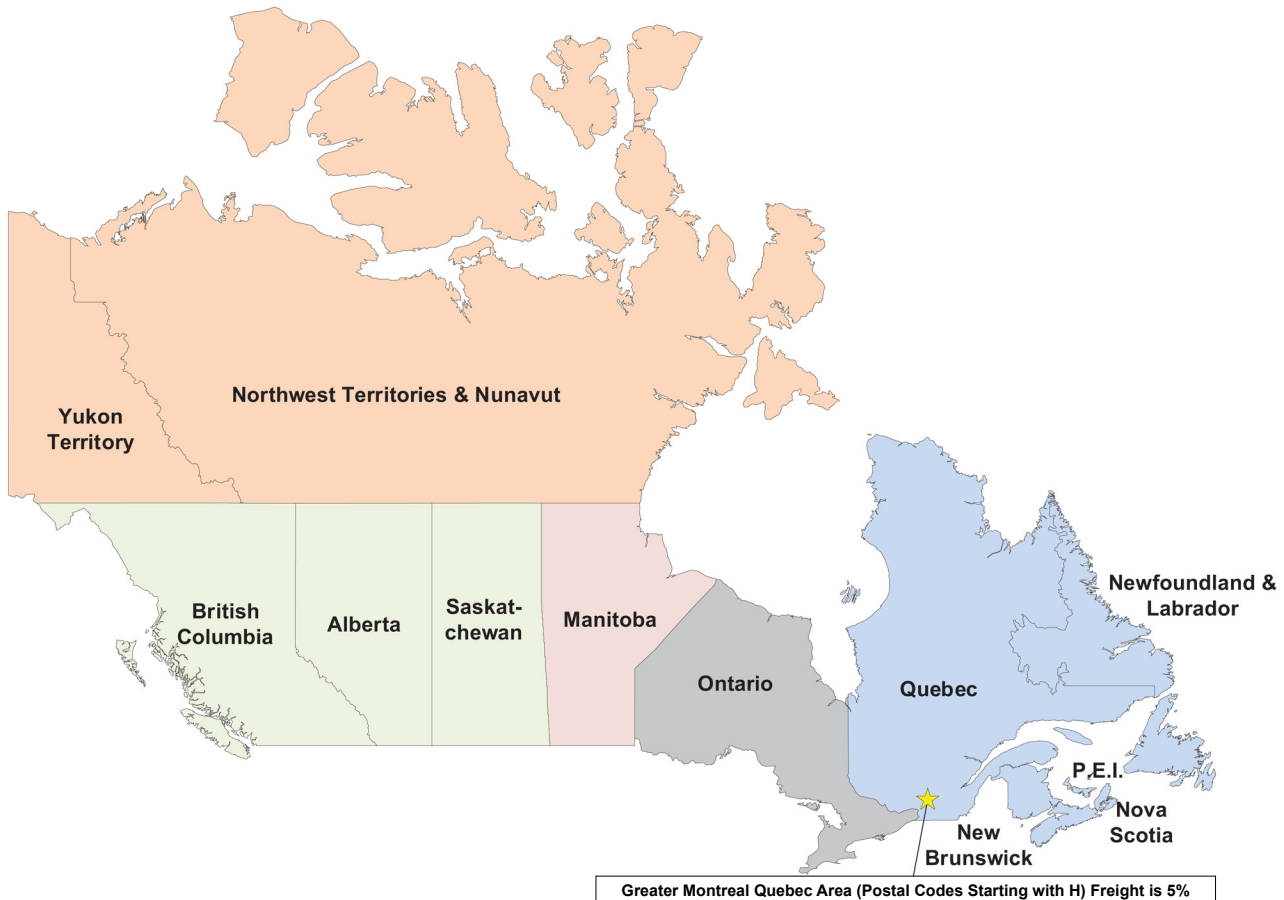 Northwest Territories & Nunavut
Yukon
Territory
British
Columbia
Alberta
Saskat-
chewan
Manitoba
Ontario
Quebec
Newfoundland &
Labrador
P.E.I.
Nova
Scotia
New
Brunswick
Greater Montreal Quebec Area (Postal Codes Starting with H) Freight is 5%